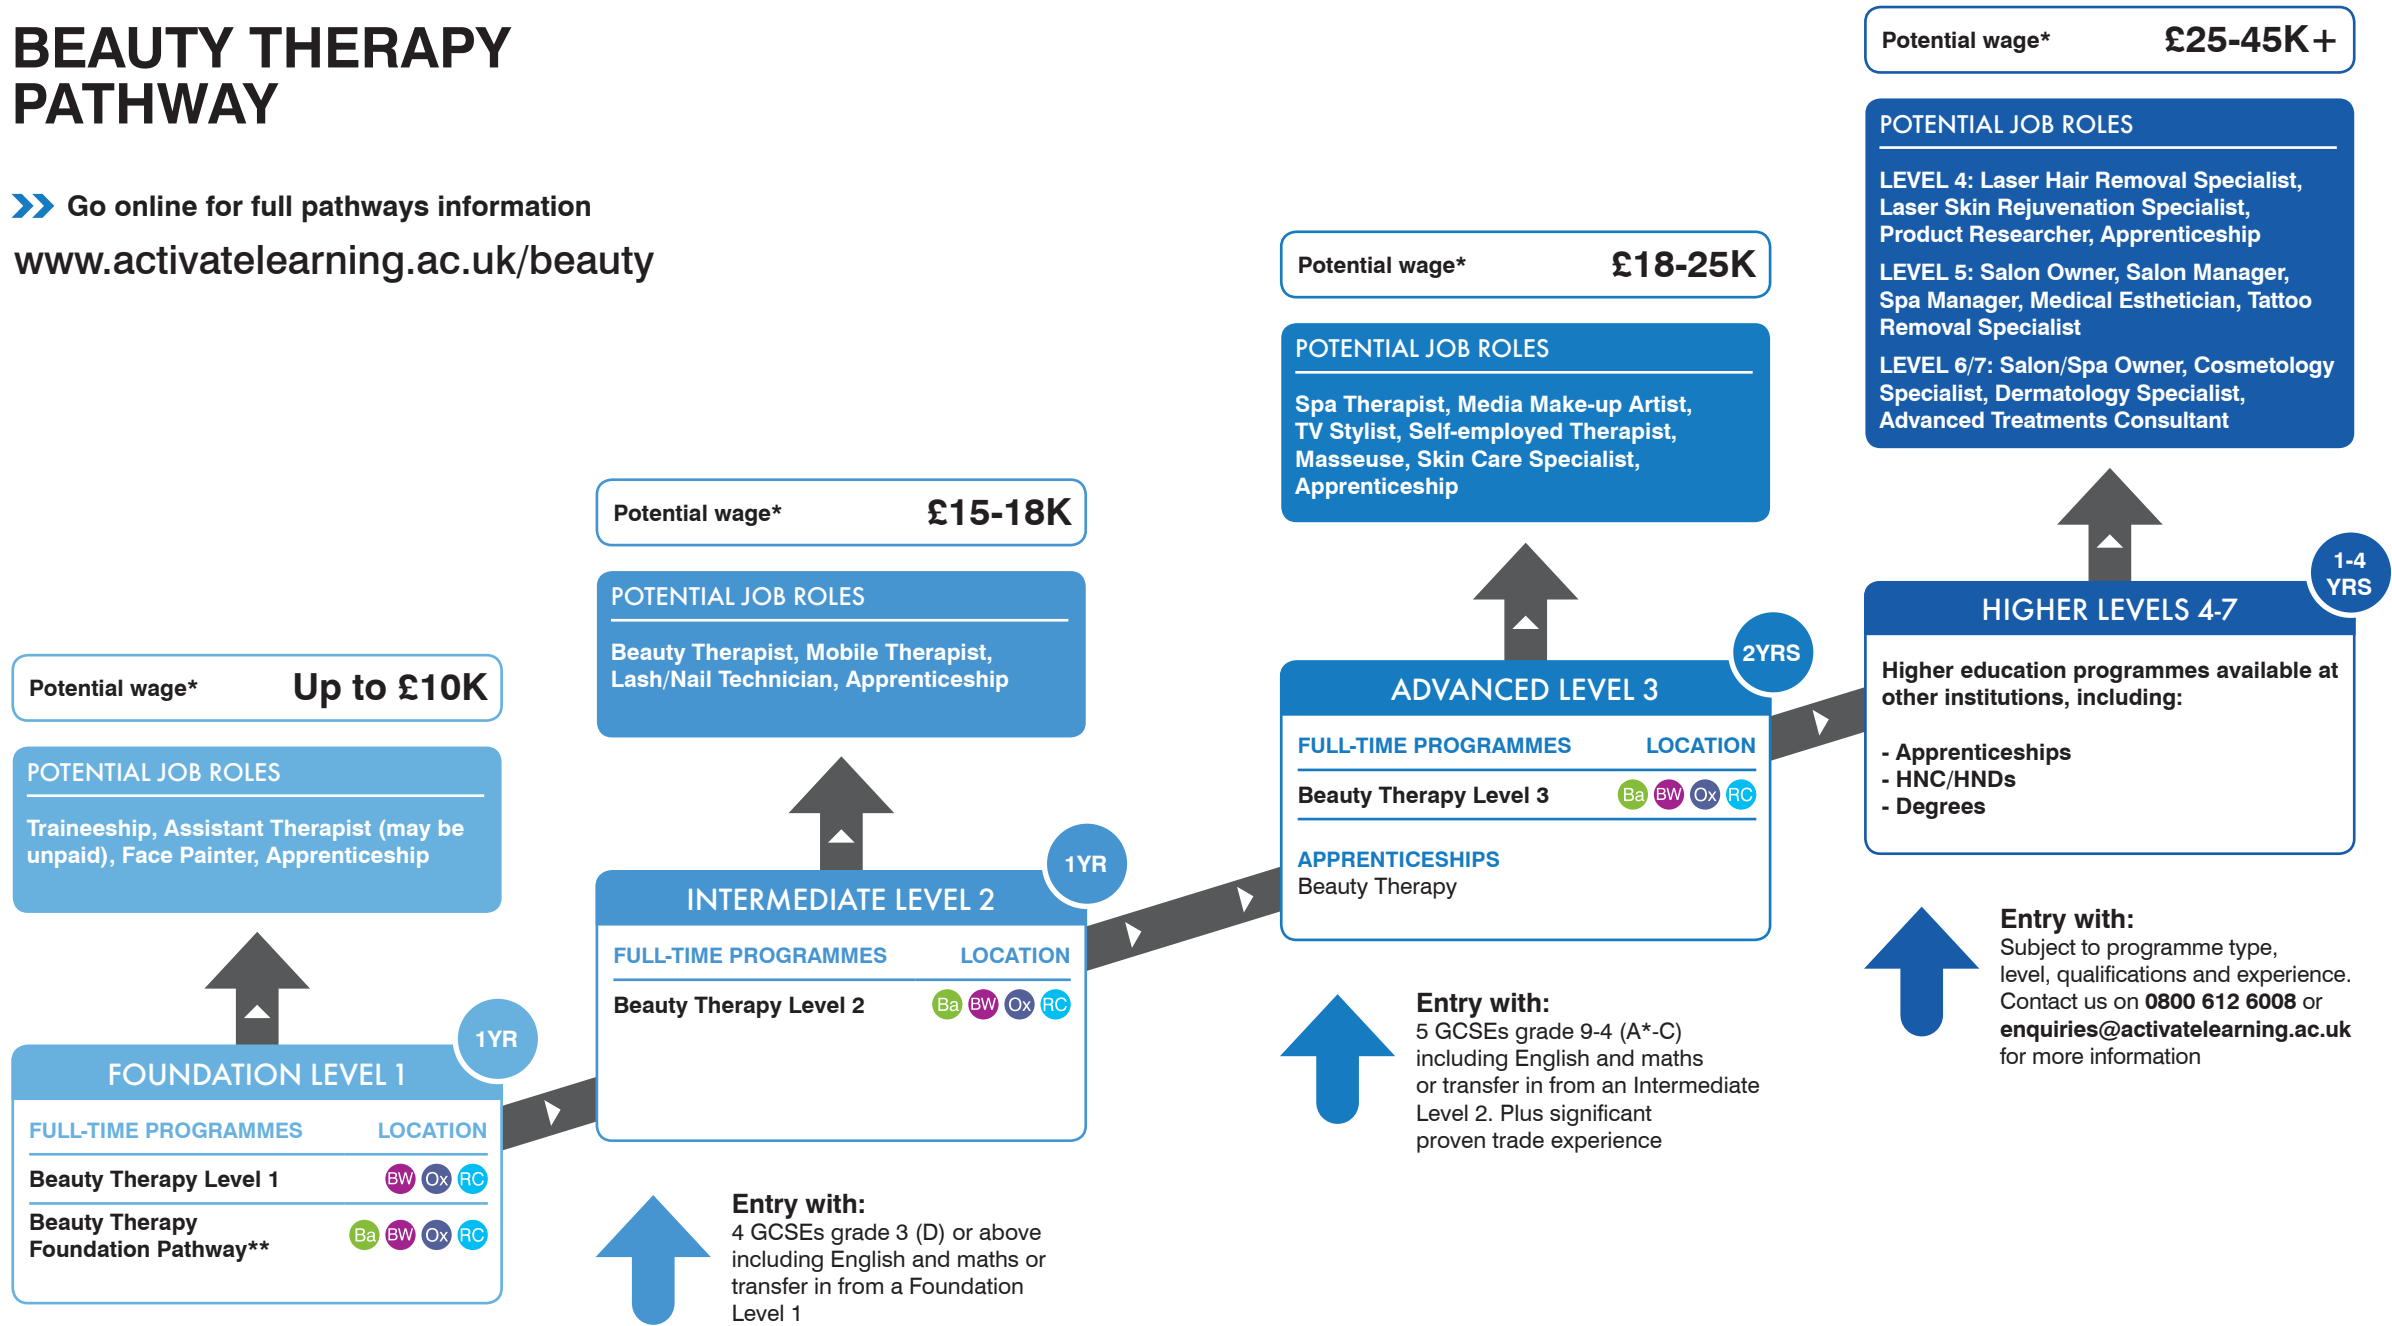 BEAUTY THERAPY
PATHWAY
Go online for full pathways information
www.activatelearning.ac.uk/beauty
Potential wage* Up to £10K
POTENTIAL JOB ROLES
Traineeship, Assistant Therapist (may be
unpaid), Face Painter, Apprenticeship
1YR
FOUNDATION LEVEL 1
FULL-TIME PROGRAMMES LOCATION
Beauty Therapy Level 1 BW Ox RC
Beauty Therapy
Foundation Pathway** Ba BW Ox RC
Potential wage* £15-18K
POTENTIAL JOB ROLES
Beauty Therapist, Mobile Therapist,
Lash/Nail Technician, Apprenticeship
1YR
INTERMEDIATE LEVEL 2
FULL-TIME PROGRAMMES LOCATION
Beauty Therapy Level 2 Ba BW Ox RC
Entry with:
4 GCSEs grade 3 (D) or above
including English and maths or
transfer in from a Foundation
Level 1
Potential wage* £18-25K
POTENTIAL JOB ROLES
Spa Therapist, Media Make-up Artist,
TV Stylist, Self-employed Therapist,
Masseuse, Skin Care Specialist,
Apprenticeship
2YRS
ADVANCED LEVEL 3
FULL-TIME PROGRAMMES LOCATION
Beauty Therapy Level 3 Ba BW Ox RC
APPRENTICESHIPS
Beauty Therapy
Entry with:
5 GCSEs grade 9-4 (A*-C)
including English and maths
or transfer in from an Intermediate
Level 2. Plus significant
proven trade experience
Potential wage* £25-45K+
POTENTIAL JOB ROLES
LEVEL 4: Laser Hair Removal Specialist,
Laser Skin Rejuvenation Specialist,
Product Researcher, Apprenticeship
LEVEL 5: Salon Owner, Salon Manager,
Spa Manager, Medical Esthetician, Tattoo
Removal Specialist
LEVEL 6/7: Salon/Spa Owner, Cosmetology
Specialist, Dermatology Specialist,
Advanced Treatments Consultant
1-4
YRS
HIGHER LEVELS 4-7
Higher education programmes available at
other institutions, including:
- Apprenticeships
- HNC/HNDs
- Degrees
Entry with:
Subject to programme type,
level, qualifications and experience.
Contact us on 0800 612 6008 or
enquiries@activatelearning.ac.uk
for more information